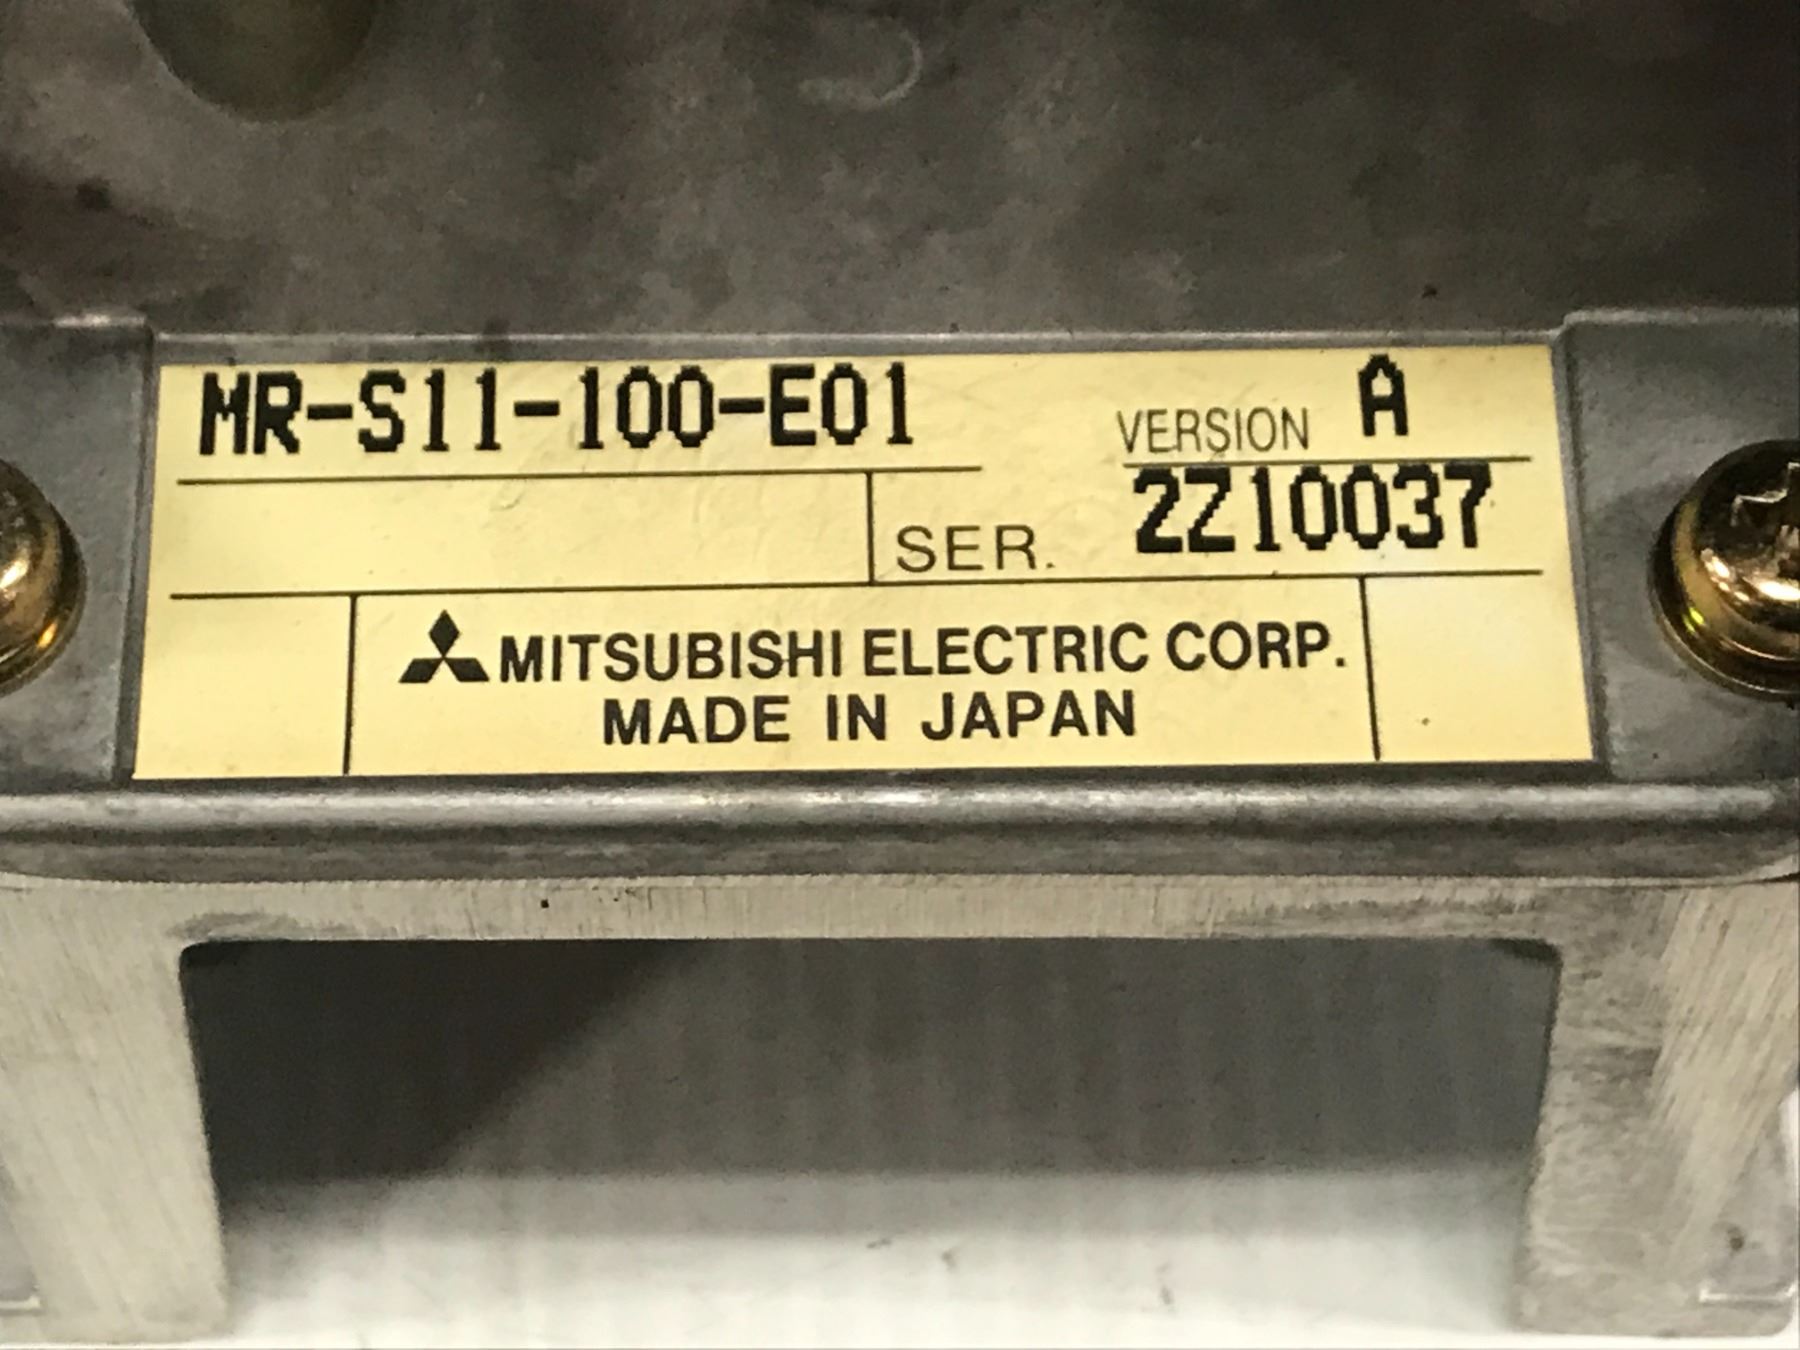 MR-S11-100-E01
VERSION A
SER. 2Z10037
MITSUBISHI ELECTRIC CORP.
MADE IN JAPAN